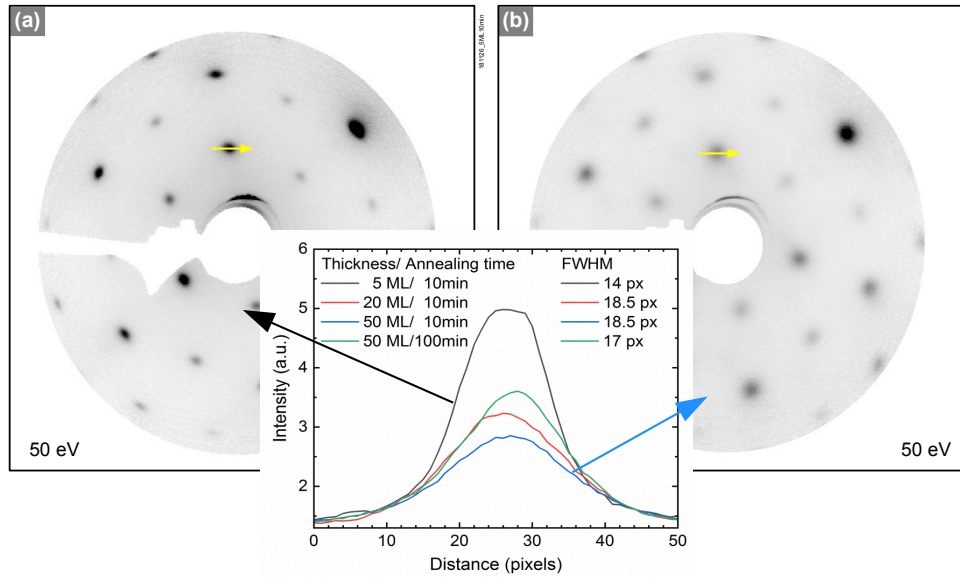 (a)
(b)
181126_5ML10min
50 eV
50 eV
Thickness/ Annealing time FWHM
5 ML/ 10min 14 px
20 ML/ 10min 18.5 px
50 ML/ 10min 18.5 px
50 ML/100min 17 px
Intensity (a.u.)
6
5
4
3
2
0 10 20 30 40 50
Distance (pixels)